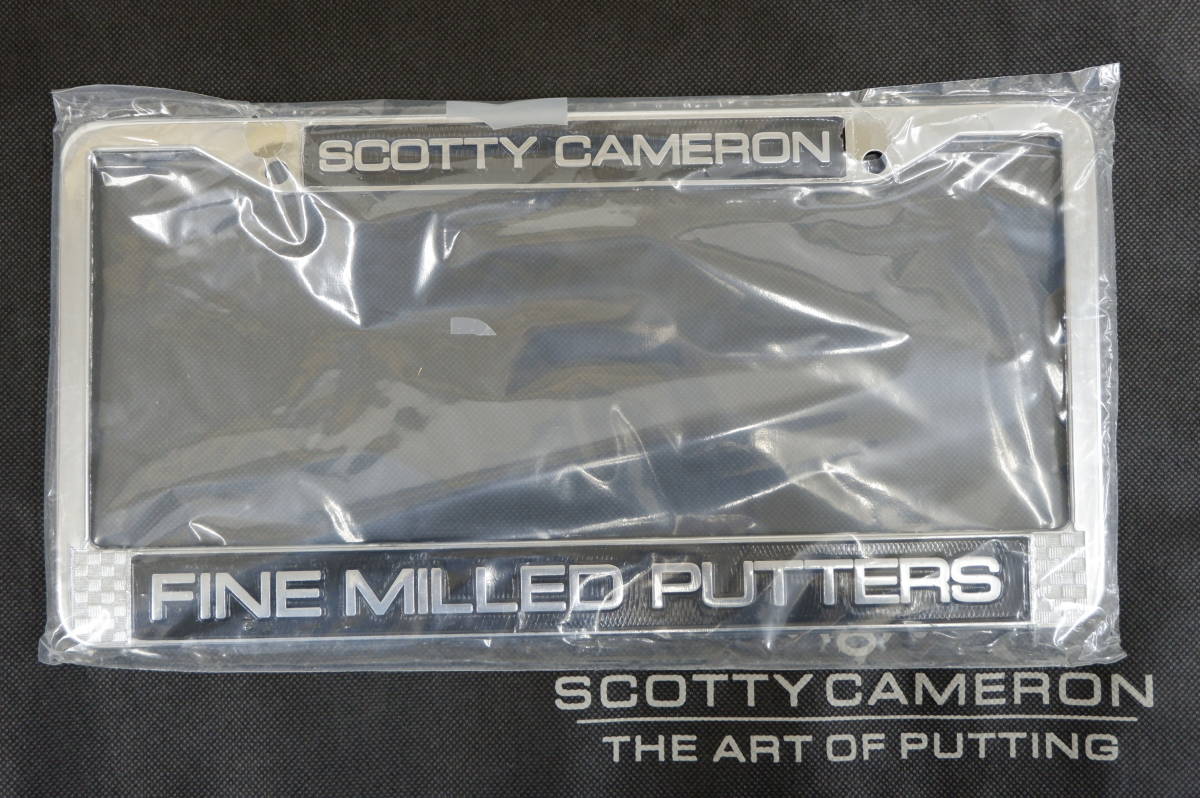 SCOTTY CAMERON
FINE MILLED PUTTERS
SCOTTY CAMERON
THE ART OF PUTTING